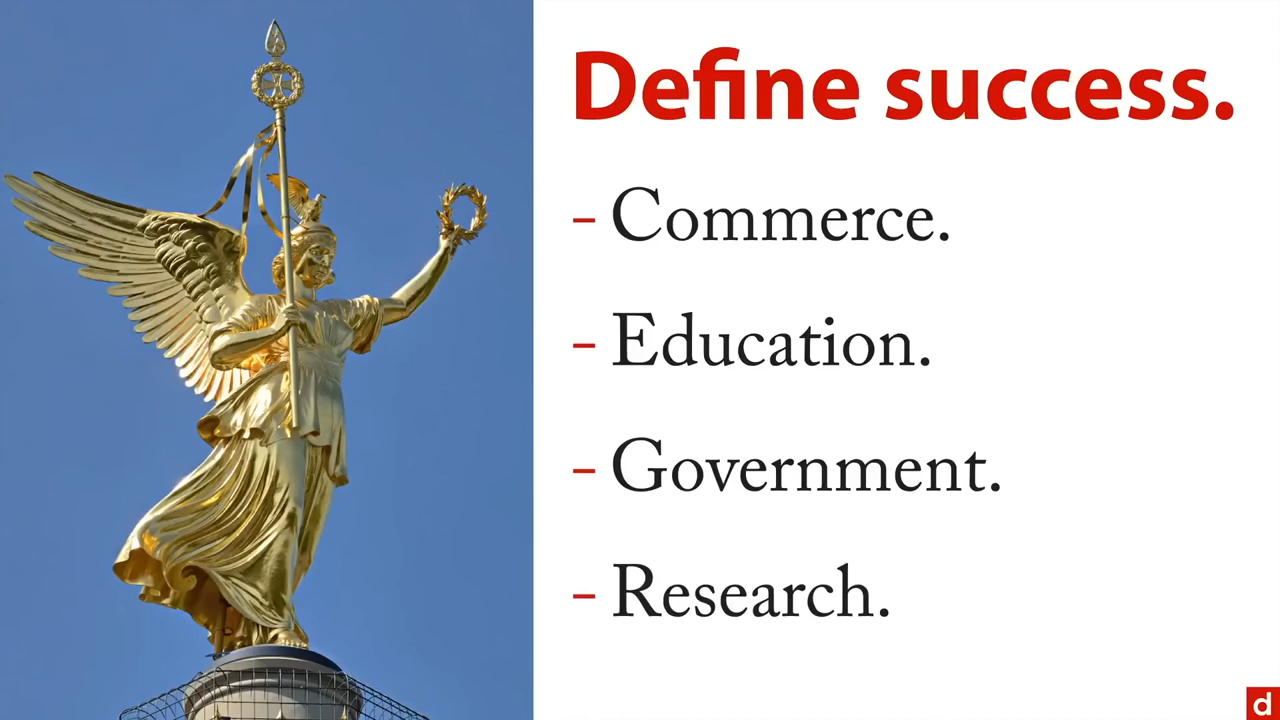 Define success.
- Commerce.
- Education.
- Government.
- Research.
d